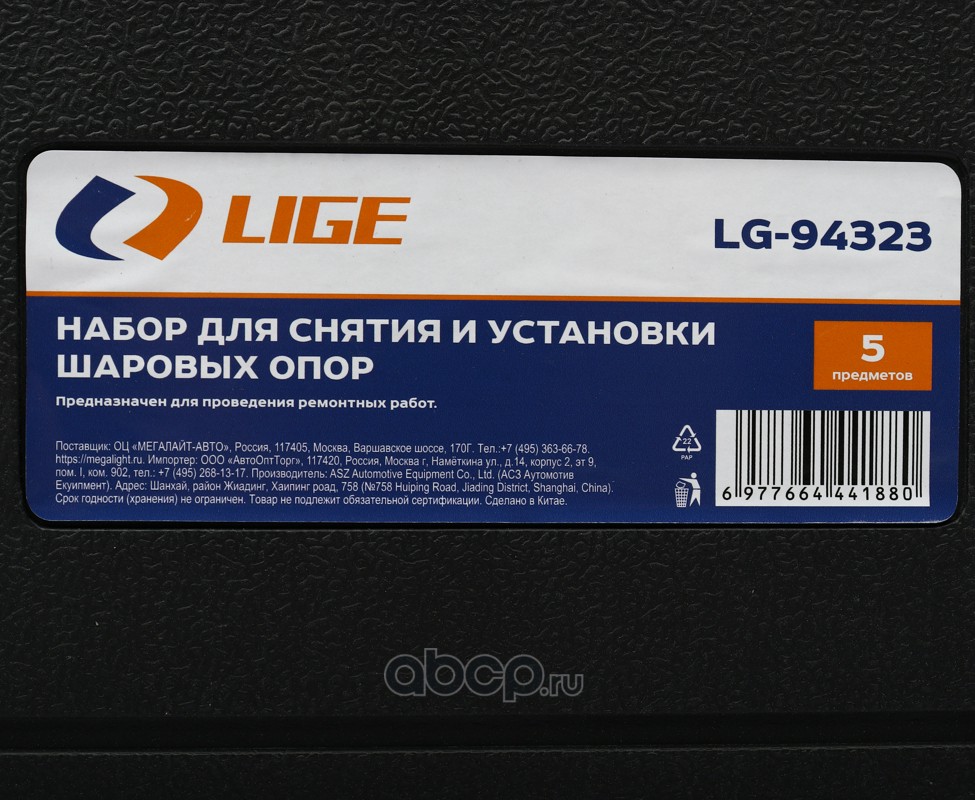 LIGE
LG-94323
НАБОР ДЛЯ СНЯТИЯ И УСТАНОВКИ
ШАРОВЫХ ОПОР
5
предметов
Предназначен для проведения ремонтных работ.
Поставщик: ОЦ «МЕГАЛАЙТ-АВТО», Россия, 117405, Москва, Варшавское шоссе, 170Г. Тел.:+7 (495) 363-66-78.
https://megalight.ru. Импортер: ООО «АвтоОптТорг», 117420, Россия, Москва г, Намёткина ул., д.14, корпус 2, эт 9,
пом. I, ком. 902, тел.: +7 (495) 268-13-17. Производитель: ASZ Automotive Equipment Co., Ltd. (АСЗ Аутомотив
Екуипмент). Адрес: Шанхай, район Жиадинг, Хаипинг роад, 758 (№758 Huiping Road, Jiading District, Shanghai, China).
Срок годности (хранения) не ограничен. Товар не подлежит обязательной сертификации. Сделано в Китае.
22
PAP
6 977664 441880
abcp.ru